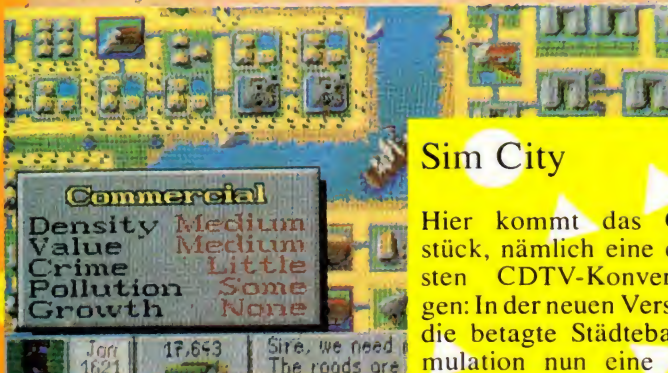 Commercial
Density Medium
Value Medium
Crime Little
Pollution Some
Growth None
Jan
1621
17,643
Sire, we need
The roads are
Sim City
Hier kommt das
stück, nämlich eine
sten CDTV-Konver
gen: In der neuen Vers
die betagte Städteba
mulation nun eine